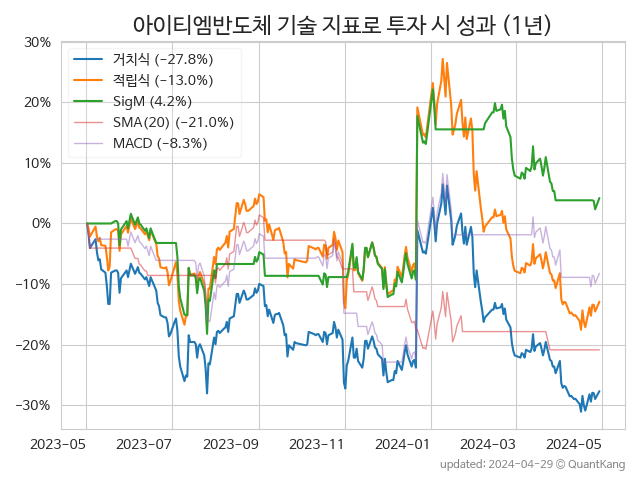 아이티엠반도체 기술 지표로 투자 시 성과 (1년)
거치식 (−27.8%)
적립식 (−13.0%)
SigM (4.2%)
SMA(20) (−21.0%)
MACD (−8.3%)
30%
20%
10%
0%
−10%
−20%
−30%
2023-05 2023-07 2023-09 2023-11 2024-01 2024-03 2024-05
updated: 2024-04-29 © QuantKang